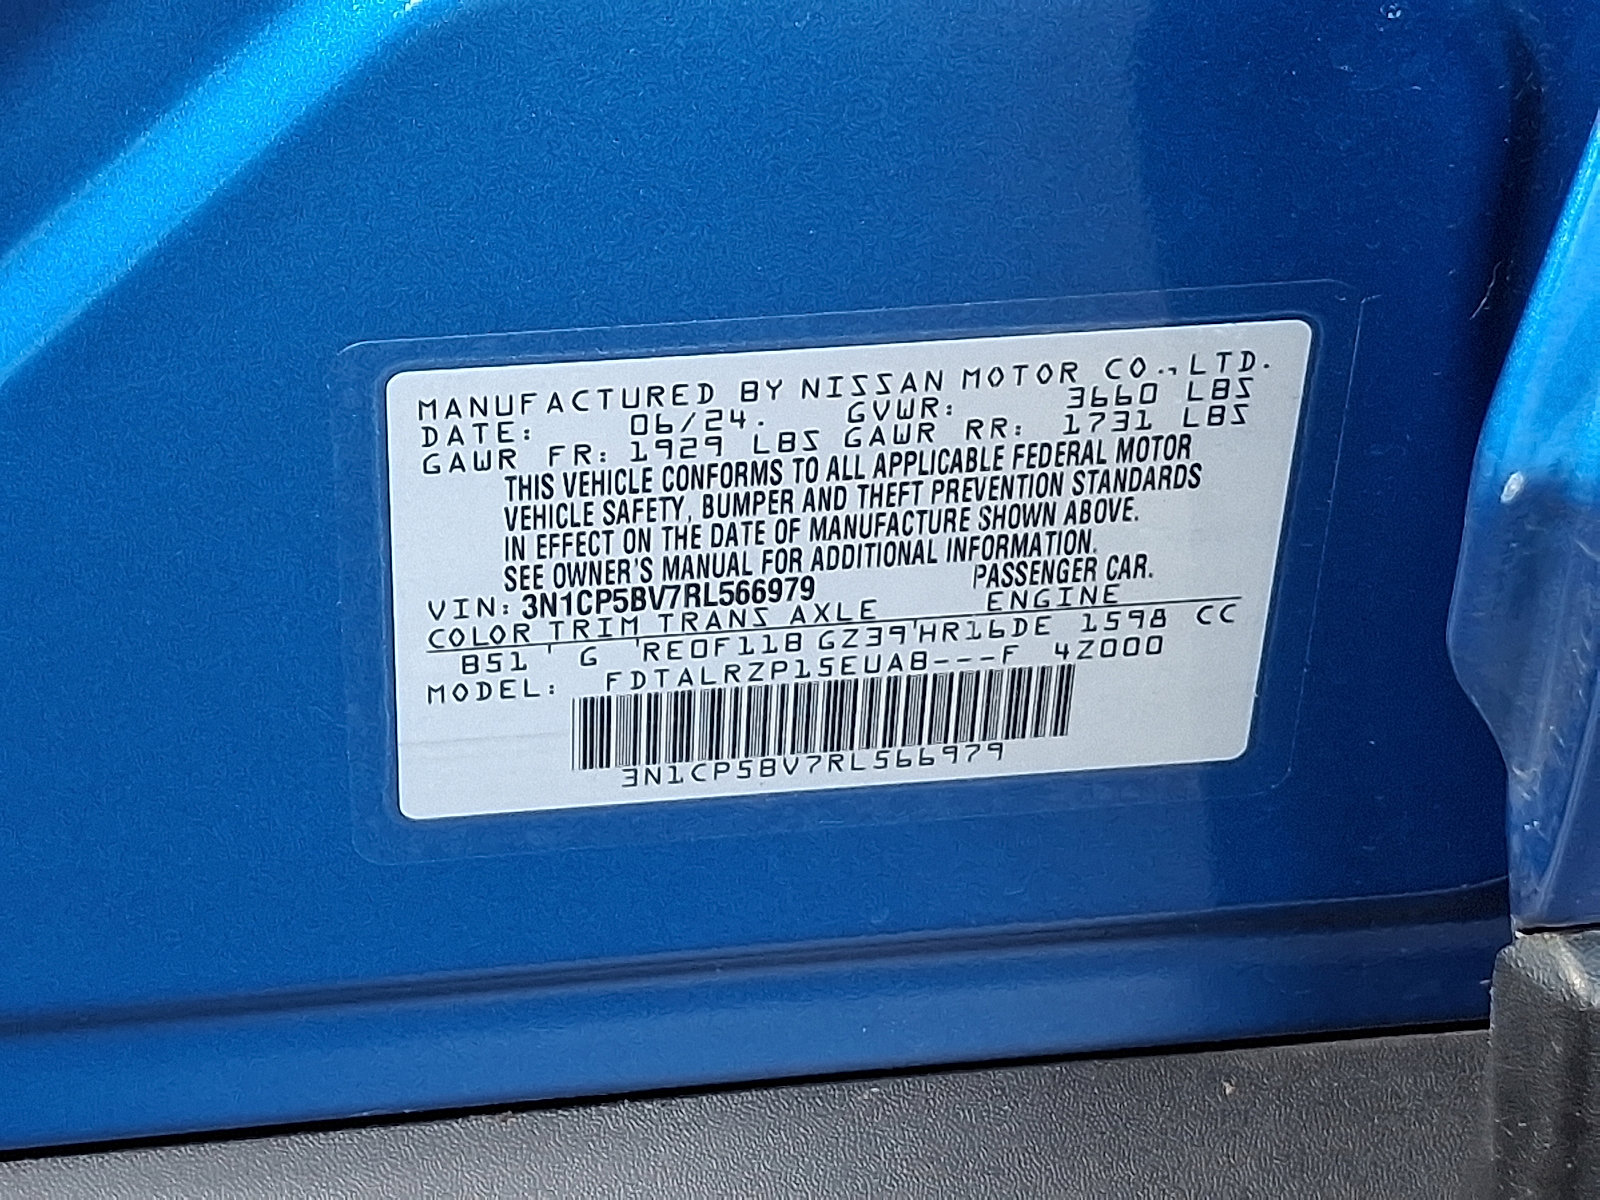 MANUFACTURED BY NISSAN MOTOR CO., LTD.
DATE: 06/24. GVWR: 3660 LBS
GAWR FR: 1929 LBS GAWR RR: 1731 LBS
THIS VEHICLE CONFORMS TO ALL APPLICABLE FEDERAL MOTOR
VEHICLE SAFETY, BUMPER AND THEFT PREVENTION STANDARDS
IN EFFECT ON THE DATE OF MANUFACTURE SHOWN ABOVE.
SEE OWNER'S MANUAL FOR ADDITIONAL INFORMATION.
VIN: 3N1CP5BV7RL566979 PASSENGER CAR.
COLOR TRIM TRANS AXLE ENGINE
B51 ' G 'RE0F11B GZ39'HR16DE 1598 CC
MODEL: FDTALRZP15EUAB---F 4Z000
3N1CP5BV7RL566979